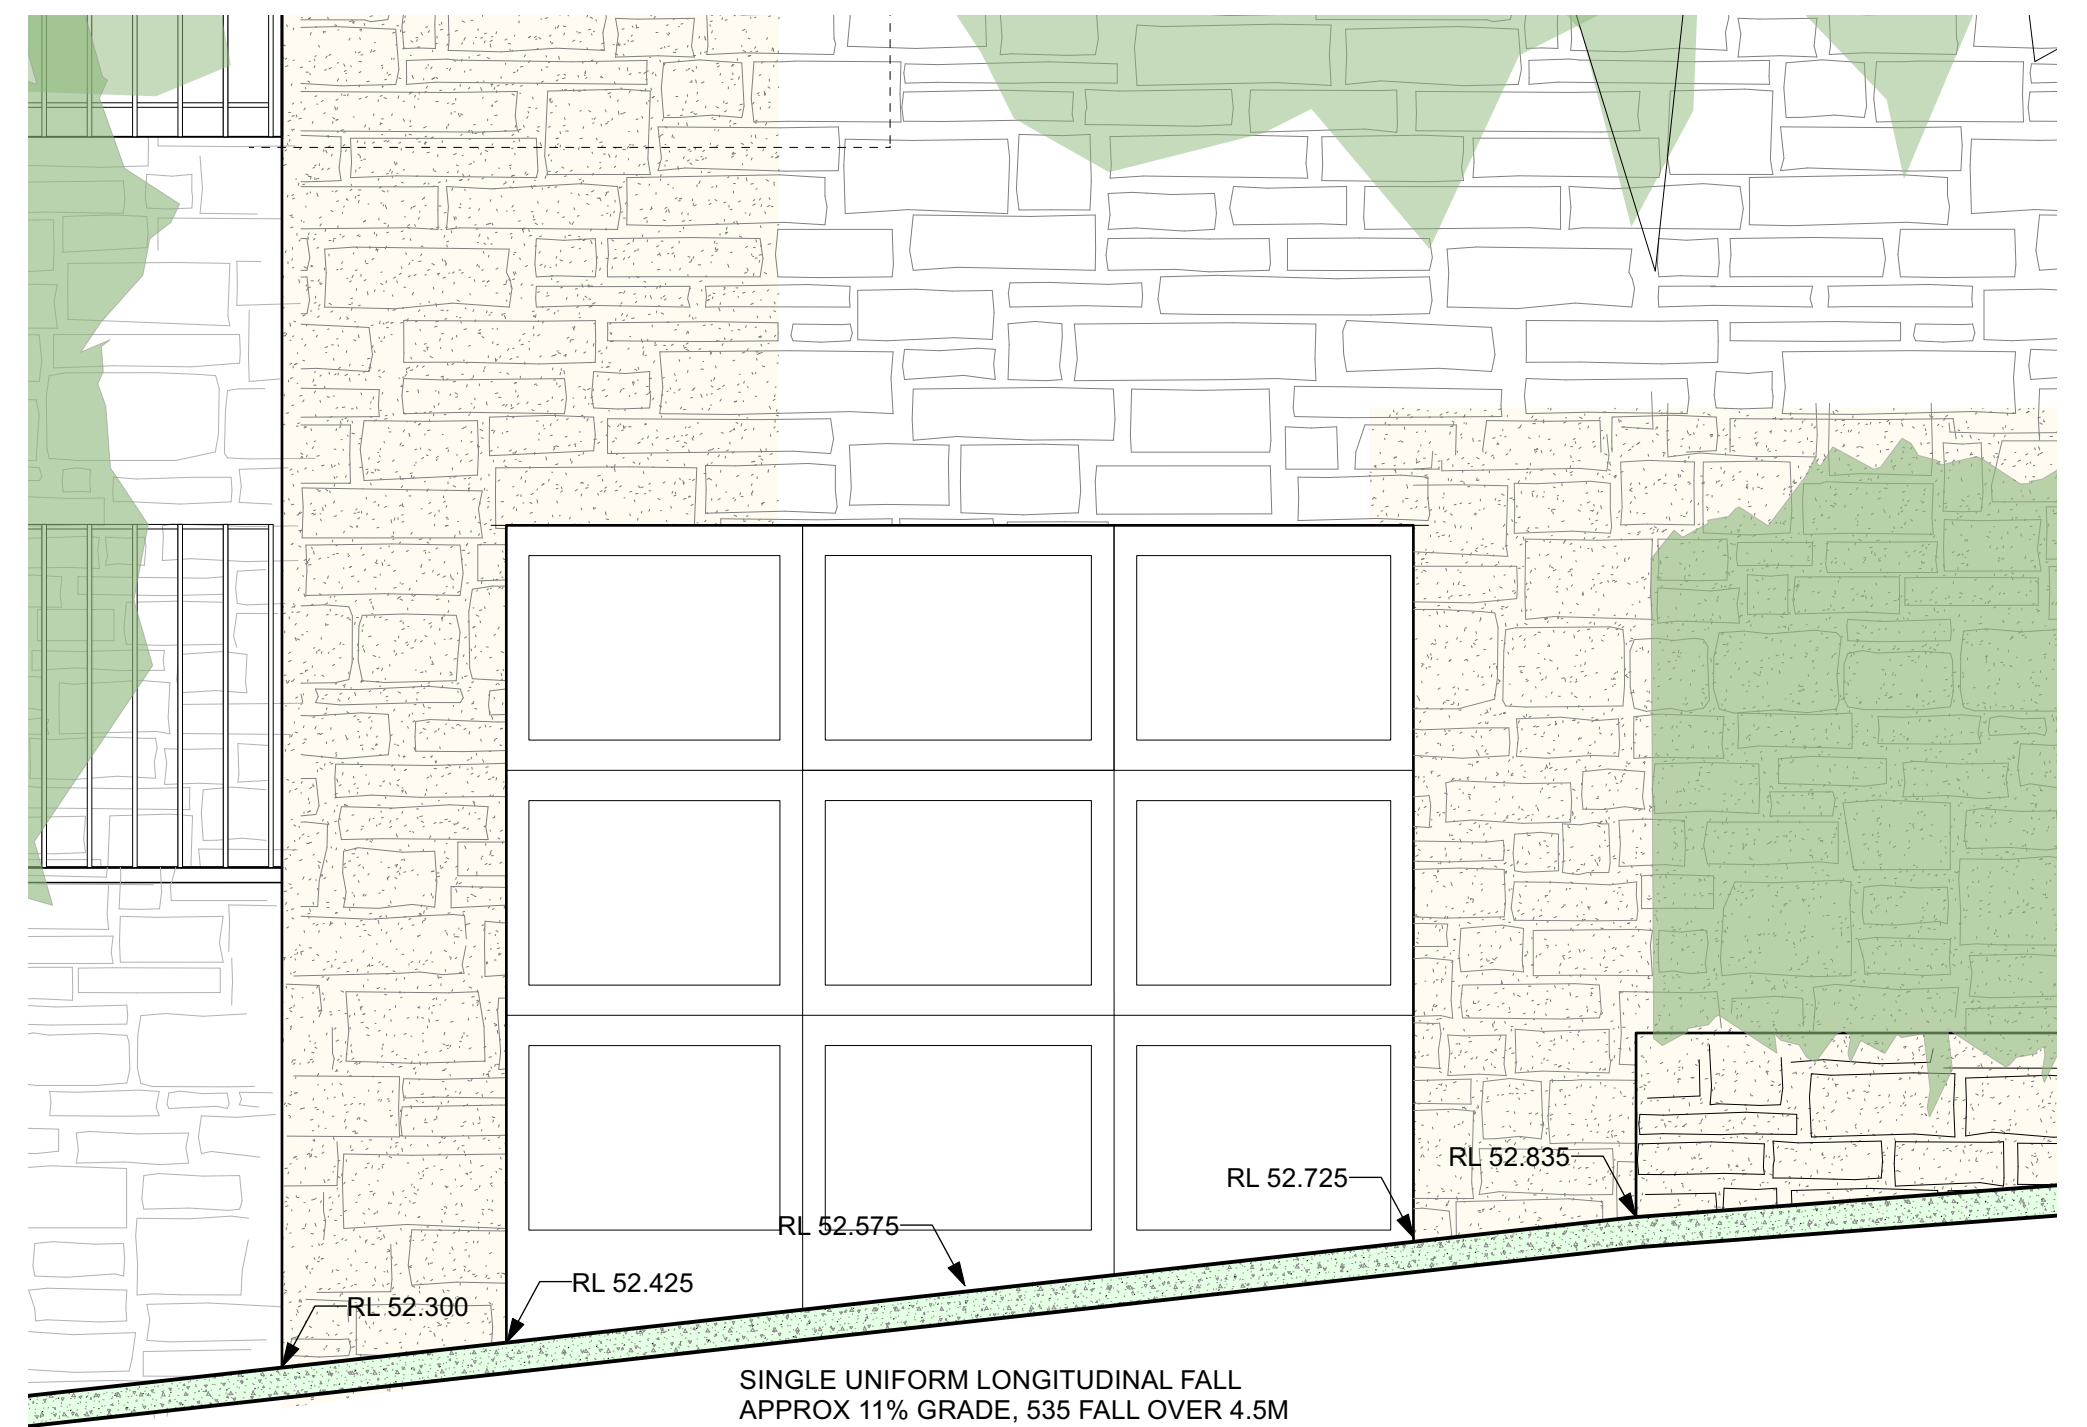 RL 52.835
RL 52.725
RL 52.575
RL 52.425
RL 52.300
SINGLE UNIFORM LONGITUDINAL FALL
APPROX 11% GRADE, 535 FALL OVER 4.5M